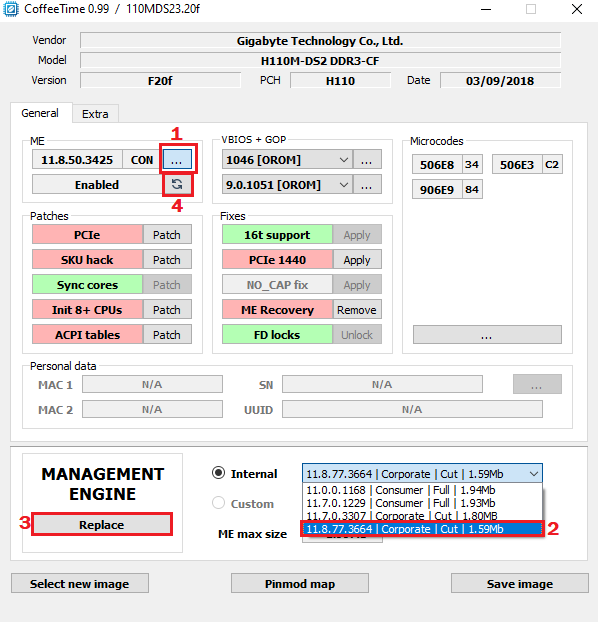 CoffeeTime 0.99 / 110MDS23.20f
Vendor Gigabyte Technology Co., Ltd.
Model H110M-DS2 DDR3-CF
Version F20f PCH H110 Date 03/09/2018
General Extra
ME
1
11.8.50.3425 CON ...
Enabled
4
VBIOS + GOP
1046 [OROM] ...
9.0.1051 [OROM] ...
Microcodes
506E8 34 506E3 C2
906E9 84
...
Patches
PCIe Patch
SKU hack Patch
Sync cores Patch
Init 8+ CPUs Patch
ACPI tables Patch
Fixes
16t support Apply
PCIe 1440 Apply
NO_CAP fix Apply
ME Recovery Remove
FD locks Unlock
Personal data
MAC 1 N/A SN N/A ...
MAC 2 N/A UUID N/A
MANAGEMENT
ENGINE
3 Replace
Internal 11.8.77.3664 | Corporate | Cut | 1.59Mb
11.0.0.1168 | Consumer | Full | 1.94Mb
11.7.0.1229 | Consumer | Full | 1.93Mb
11.7.0.3307 | Corporate | Cut | 1.80MB
11.8.77.3664 | Corporate | Cut | 1.59Mb 2
Custom
ME max size
Select new image Pinmod map Save image